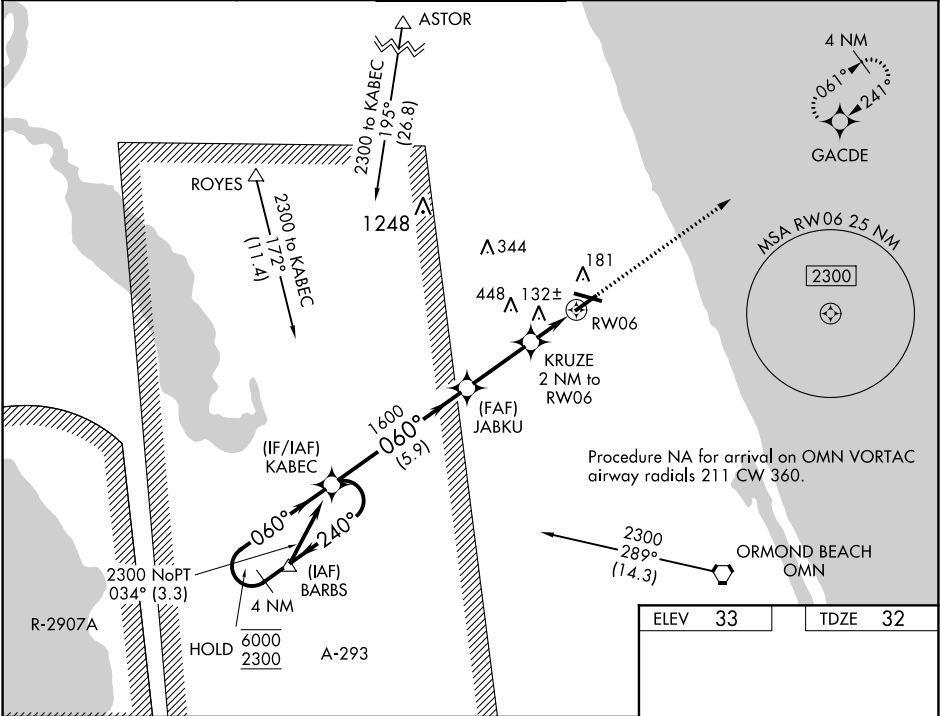 ASTOR
2300 to KABEC
195°
(26.8)
4 NM
061°
241°
GACDE
ROYES
2300 to KABEC
172°
(11.4)
1248
344
181
448
132±
RW06
MSA RW06 25 NM
2300
KRUZE
2 NM to
RW06
(FAF)
JABKU
1600
060°
(5.9)
(IF/IAF)
KABEC
Procedure NA for arrival on OMN VORTAC
airway radials 211 CW 360.
060°
240°
2300
289°
(14.3)
ORMOND BEACH
OMN
2300 NoPT
034° (3.3)
(IAF)
BARBS
4 NM
R-2907A
HOLD
6000
2300
A-293
ELEV 33
TDZE 32